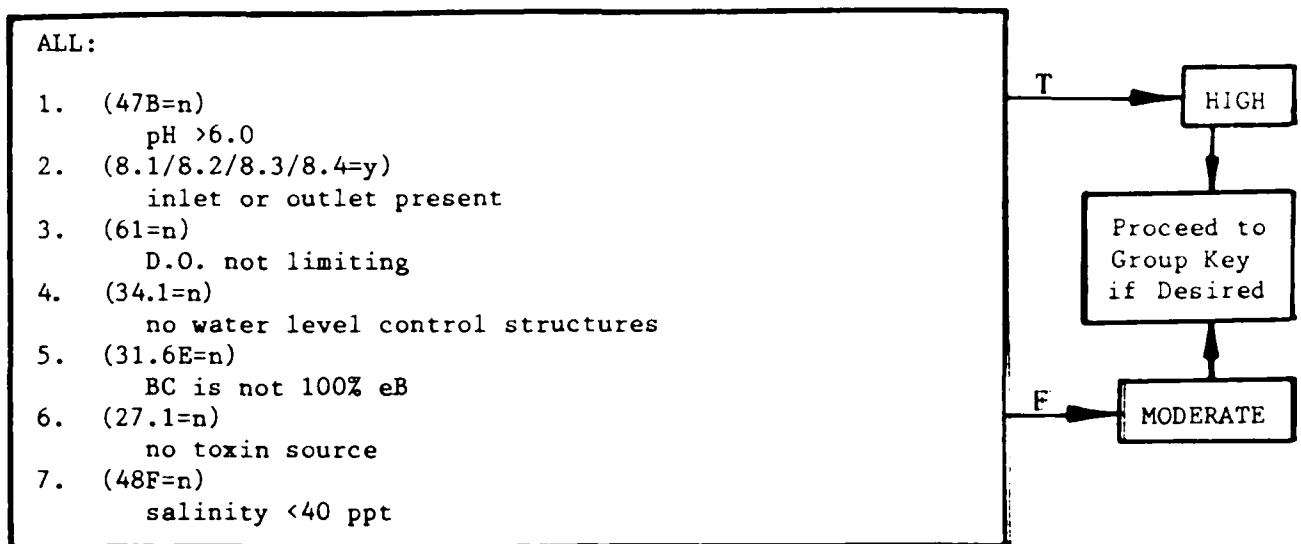 ALL:
1. (47B=n)
pH >6.0
2. (8.1/8.2/8.3/8.4=y)
inlet or outlet present
3. (61=n)
D.O. not limiting
4. (34.1=n)
no water level control structures
5. (31.6E=n)
BC is not 100% eB
6. (27.1=n)
no toxin source
7. (48F=n)
salinity <40 ppt
T
HIGH
Proceed to
Group Key
if Desired
F
MODERATE